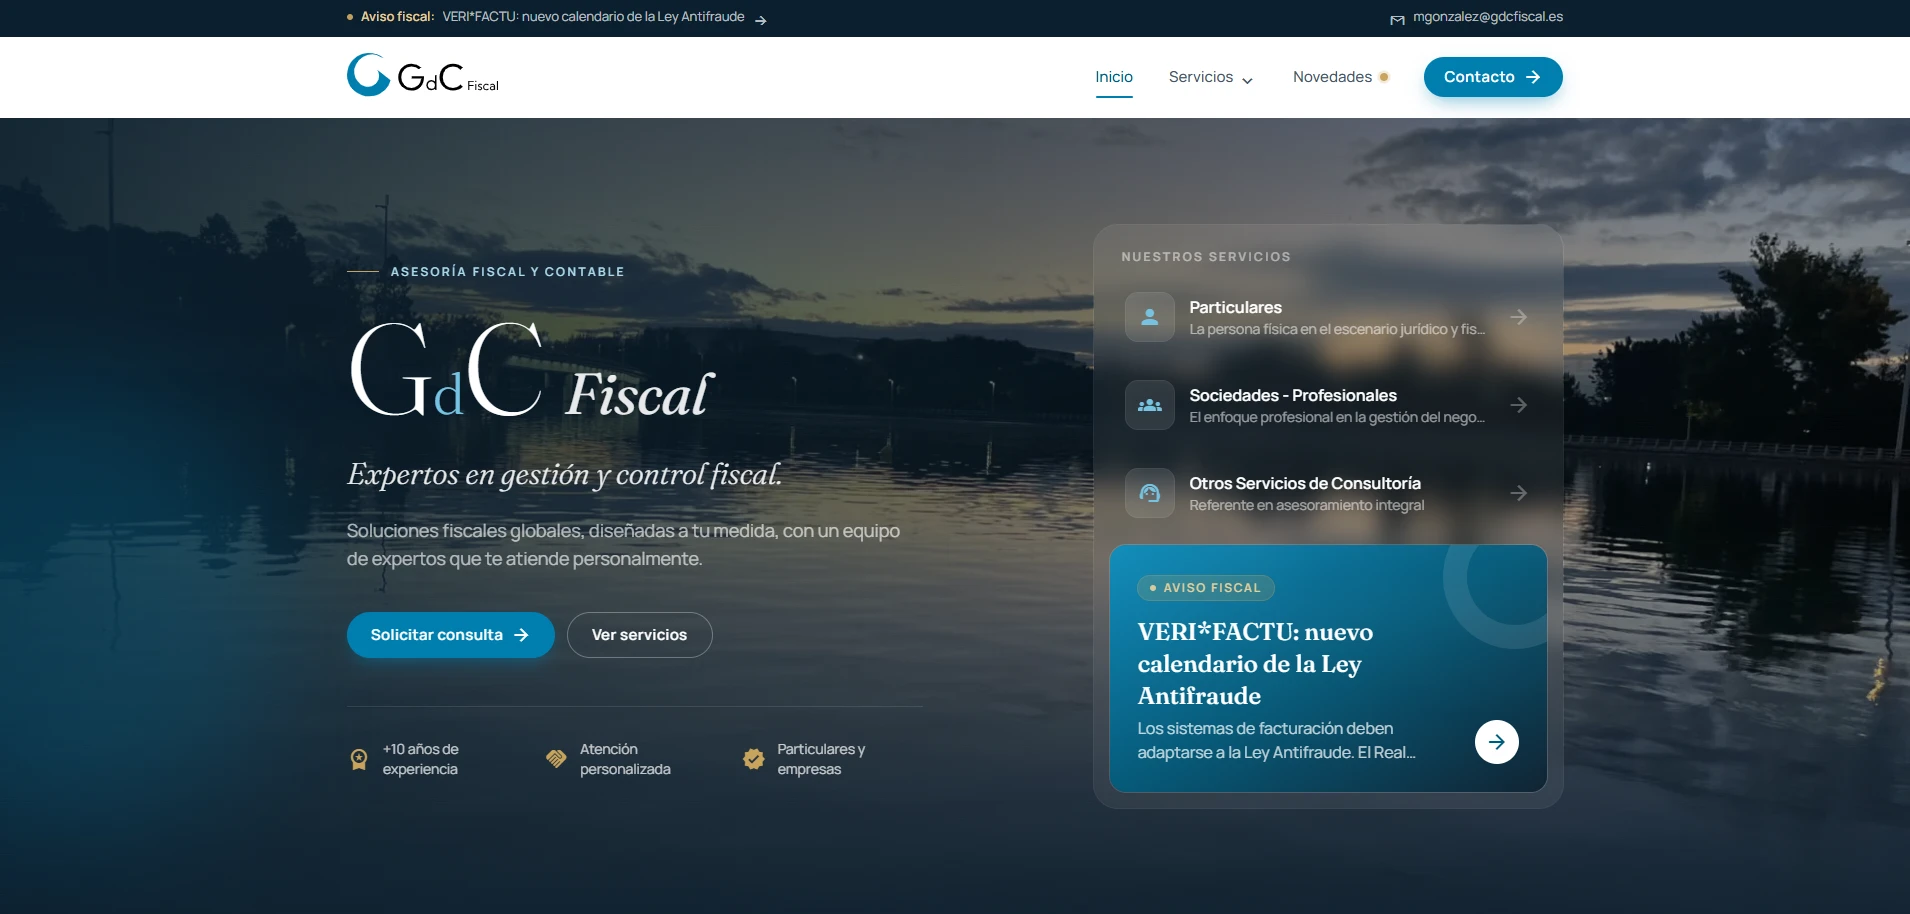 Aviso fiscal: VERI*FACTU: nuevo calendario de la Ley Antifraude
mgonzalez@gdcfiscal.es
GdC Fiscal
Inicio
Servicios
Novedades
Contacto
ASESORÍA FISCAL Y CONTABLE
GdC Fiscal
Expertos en gestión y control fiscal.
Soluciones fiscales globales, diseñadas a tu medida, con un equipo
de expertos que te atiende personalmente.
Solicitar consulta
Ver servicios
+10 años de
experiencia
Atención
personalizada
Particulares y
empresas
NUESTROS SERVICIOS
Particulares
La persona física en el escenario jurídico y fis...
Sociedades - Profesionales
El enfoque profesional en la gestión del nego...
Otros Servicios de Consultoría
Referente en asesoramiento integral
AVISO FISCAL
VERI*FACTU: nuevo
calendario de la Ley
Antifraude
Los sistemas de facturación deben
adaptarse a la Ley Antifraude. El Real...